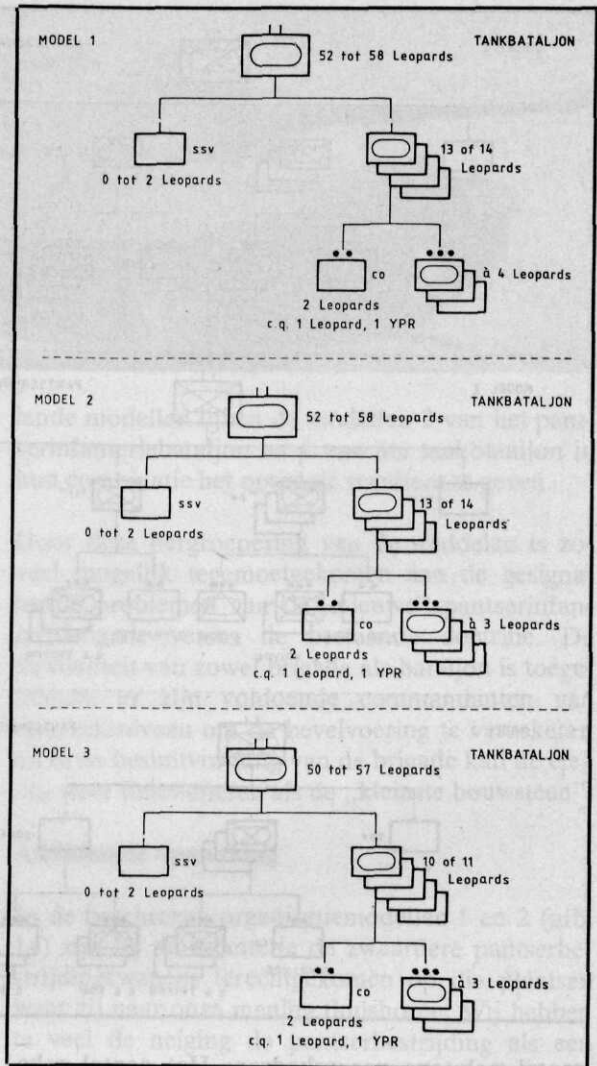 MODEL 1 TANKBATALJON
52 tot 58 Leopards
ssv
0 tot 2 Leopards
13 of 14
Leopards
co
à 4 Leopards
2 Leopards
c.q. 1 Leopard, 1 YPR
MODEL 2 TANKBATALJON
52 tot 58 Leopards
ssv
0 tot 2 Leopards
13 of 14
Leopards
co
à 3 Leopards
2 Leopards
c.q. 1 Leopard, 1 YPR
MODEL 3 TANKBATALJON
50 tot 57 Leopards
ssv
0 tot 2 Leopards
10 of 11
Leopards
co
à 3 Leopards
2 Leopards
c.q. 1 Leopard, 1 YPR